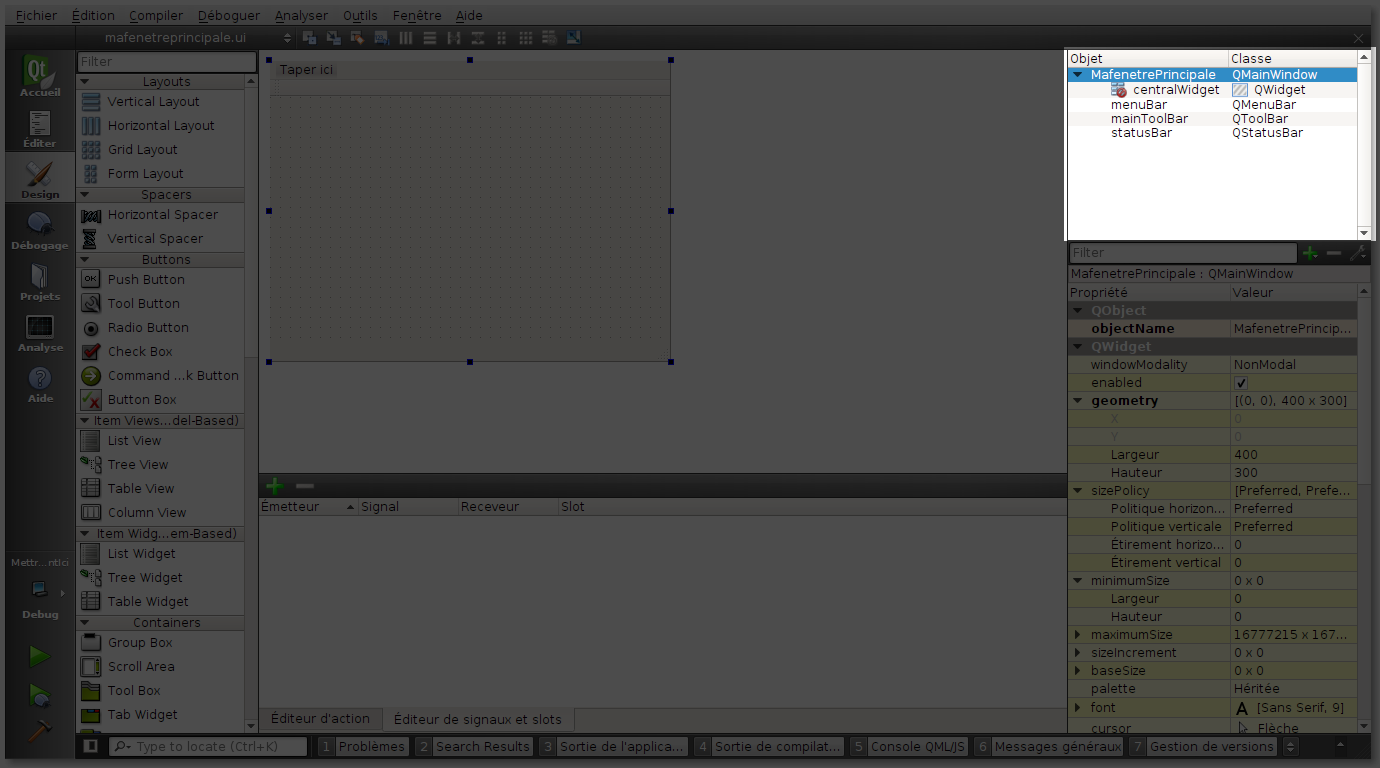 Fichier Édition Compiler Déboguer Analyser Outils Fenêtre Aide
mafenetreprincipale.ui
Qt
Accueil
Éditer
Design
Débogage
Projets
Analyse
Aide
Mettr...ntici
Debug
Filter
Layouts
Vertical Layout
Horizontal Layout
Grid Layout
Form Layout
Spacers
Horizontal Spacer
Vertical Spacer
Buttons
OK Push Button
Tool Button
Radio Button
Check Box
Command ...k Button
Button Box
Item Views...del-Based)
List View
Tree View
Table View
Column View
Item Widg...em-Based)
List Widget
Tree Widget
Table Widget
Containers
Group Box
Scroll Area
Tool Box
Tab Widget
Taper ici
Émetteur Signal Receveur Slot
Éditeur d'action Éditeur de signaux et slots
Objet Classe
MafenetrePrincipale QMainWindow
centralWidget QWidget
menuBar QMenuBar
mainToolBar QToolBar
statusBar QStatusBar
Filter
MafenetrePrincipale : QMainWindow
Propriété Valeur
QObject
objectName MafenetrePrincip...
QWidget
windowModality NonModal
enabled
geometry [(0, 0), 400 x 300]
X 0
Y 0
Largeur 400
Hauteur 300
sizePolicy [Preferred, Prefe...
Politique horizon... Preferred
Politique verticale Preferred
Étirement horizo... 0
Étirement vertical 0
minimumSize 0 x 0
Largeur 0
Hauteur 0
maximumSize 16777215 x 167...
sizeIncrement 0 x 0
baseSize 0 x 0
palette Héritée
font A [Sans Serif, 9]
cursor Flèche
Type to locate (Ctrl+K) 1 Problèmes 2 Search Results 3 Sortie de l'applica... 4 Sortie de compilat... 5 Console QML/JS 6 Messages généraux 7 Gestion de versions